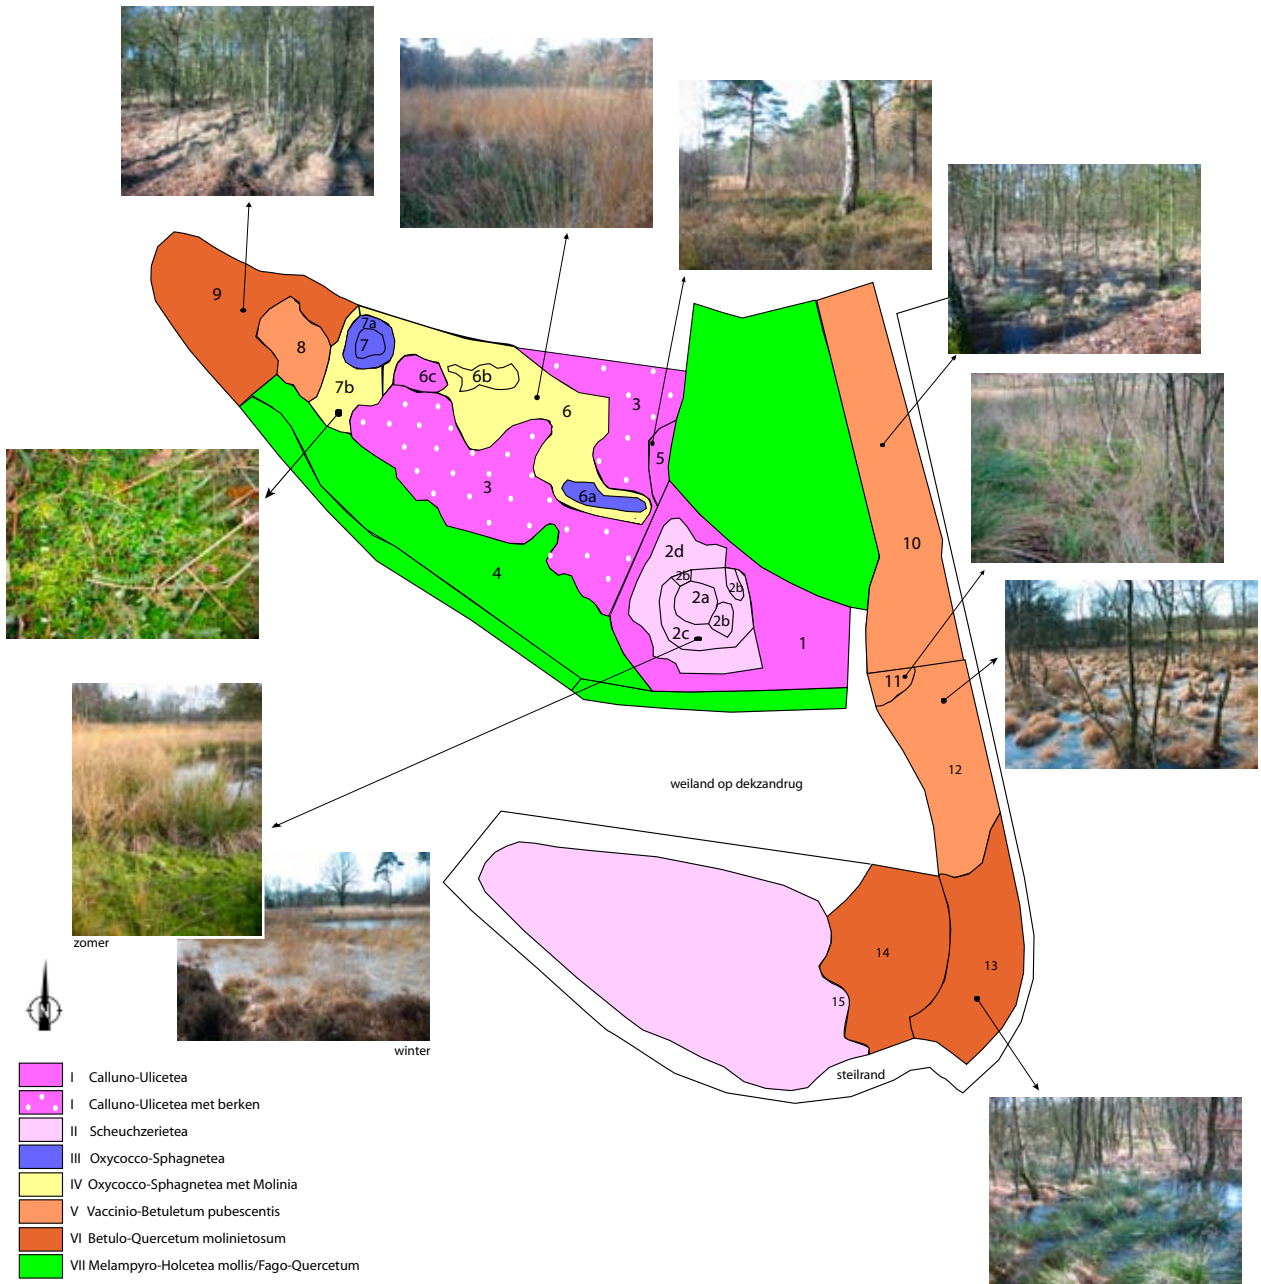 9
8
7a
7
7b
6c
6b
6
3
5
3
6a
4
2d
2b
2b
2a
2b
2c
1
10
11
12
weiland op dekzandrug
14
13
15
steilrand
zomer
winter
N
I Calluno-Ulicetea
I Calluno-Ulicetea met berken
II Scheuchzerietea
III Oxycocco-Sphagnetea
IV Oxycocco-Sphagnetea met Molinia
V Vaccinio-Betuletum pubescentis
VI Betulo-Quercetum molinietosum
VII Melampyro-Holcetea mollis/Fago-Quercetum